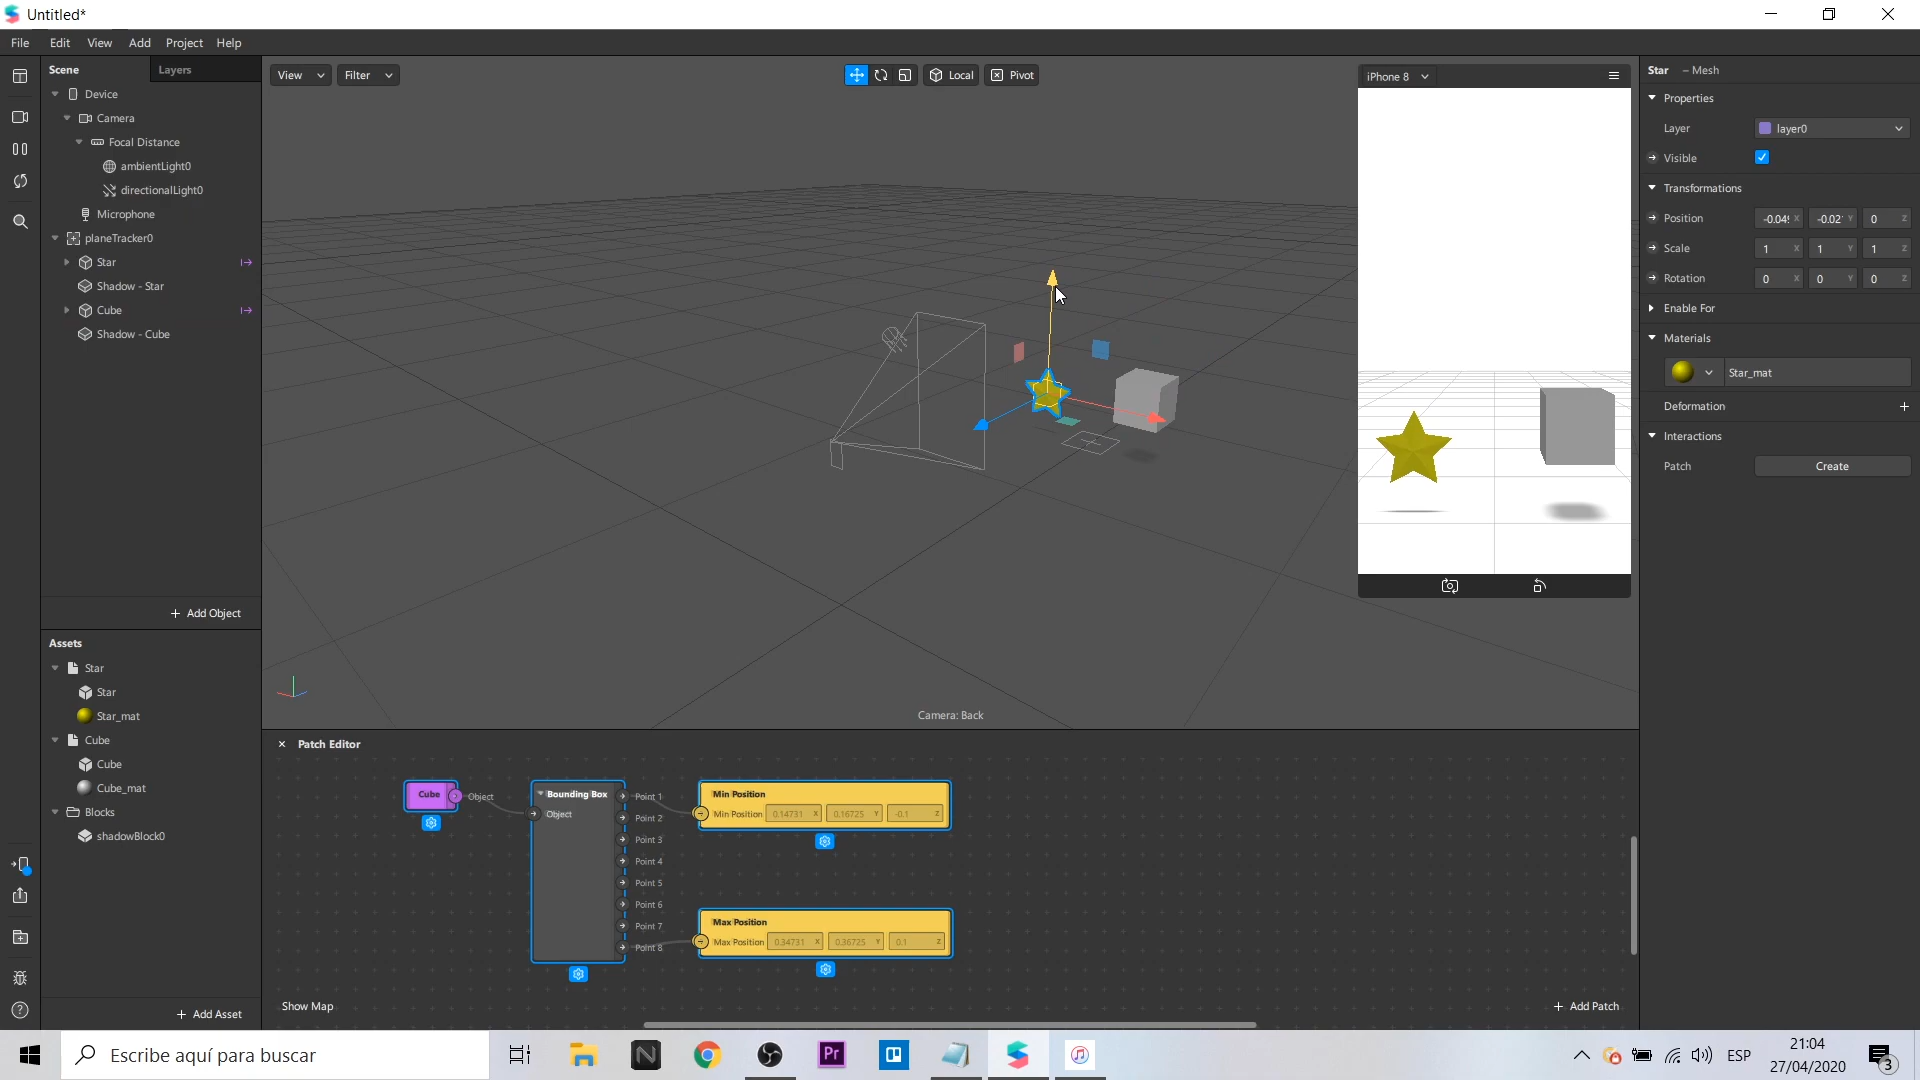 Untitled*
File Edit View Add Project Help
Scene Layers
View Filter
Local Pivot
iPhone 8
Star – Mesh
Device
Camera
Focal Distance
ambientLight0
directionalLight0
Microphone
planeTracker0
Star
Shadow - Star
Cube
Shadow - Cube
+ Add Object
Properties
Layer layer0
Visible
Transformations
Position -0.04 X -0.02 Y 0 Z
Scale 1 X 1 Y 1 Z
Rotation 0 X 0 Y 0 Z
Enable For
Materials
Star_mat
Deformation +
Interactions
Patch Create
Assets
Star
Star
Star_mat
Cube
Cube
Cube_mat
Blocks
shadowBlock0
+ Add Asset
Camera: Back
× Patch Editor
Cube Object
Bounding Box
Object
Point 1
Point 2
Point 3
Point 4
Point 5
Point 6
Point 7
Point 8
Min Position
Min Position 0.14731 X 0.16725 Y -0.1 Z
Max Position
Max Position 0.34731 X 0.36725 Y 0.1 Z
Show Map
+ Add Patch
Escribe aquí para buscar
N
Pr
ESP
21:04
27/04/2020
3